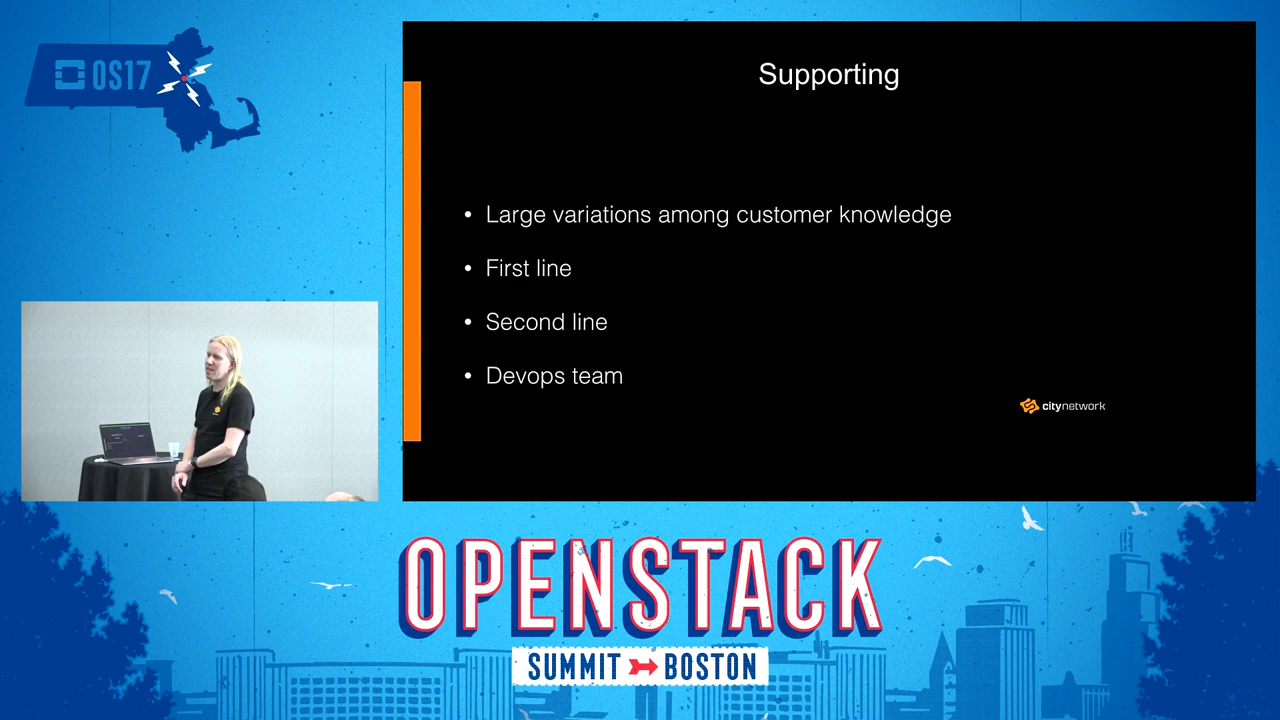 OS17
Supporting
• Large variations among customer knowledge
• First line
• Second line
• Devops team
citynetwork
OPENSTACK
SUMMIT BOSTON